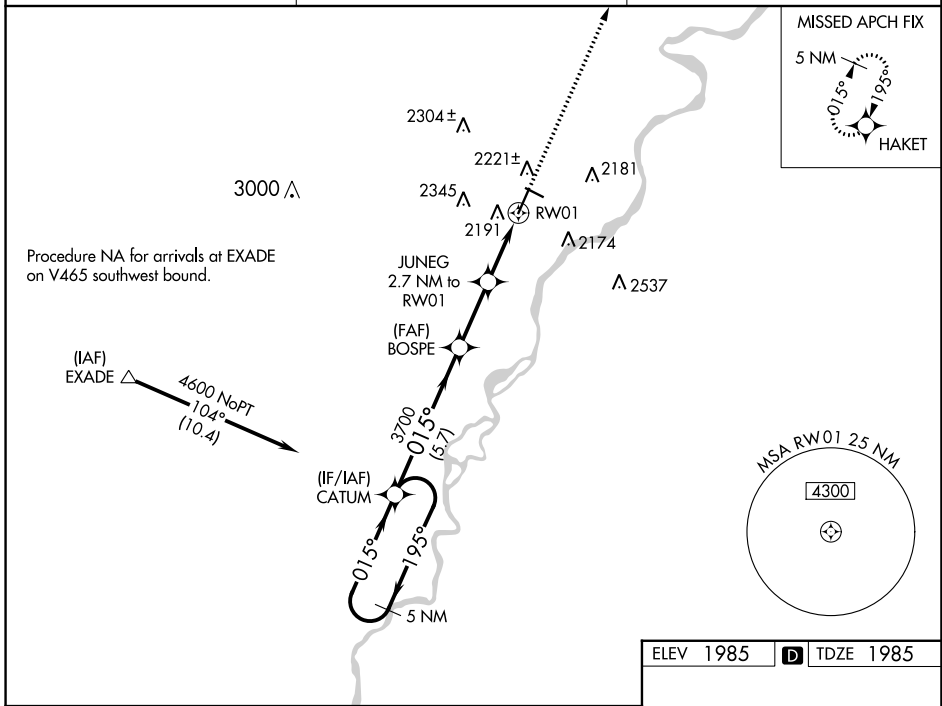 MISSED APCH FIX
5 NM
015°
195°
HAKET
2304 ±
2221±
2181
3000
2345
RW01
2191
2174
Procedure NA for arrivals at EXADE
on V465 southwest bound.
JUNEG
2.7 NM to
RW01
2537
(FAF)
BOSPE
(IAF)
EXADE
4600 NoPT
104°
(10.4)
3700
015°
(5.7)
(IF/IAF)
CATUM
MSA RW01 25 NM
4300
015°
195°
5 NM
ELEV 1985 D TDZE 1985